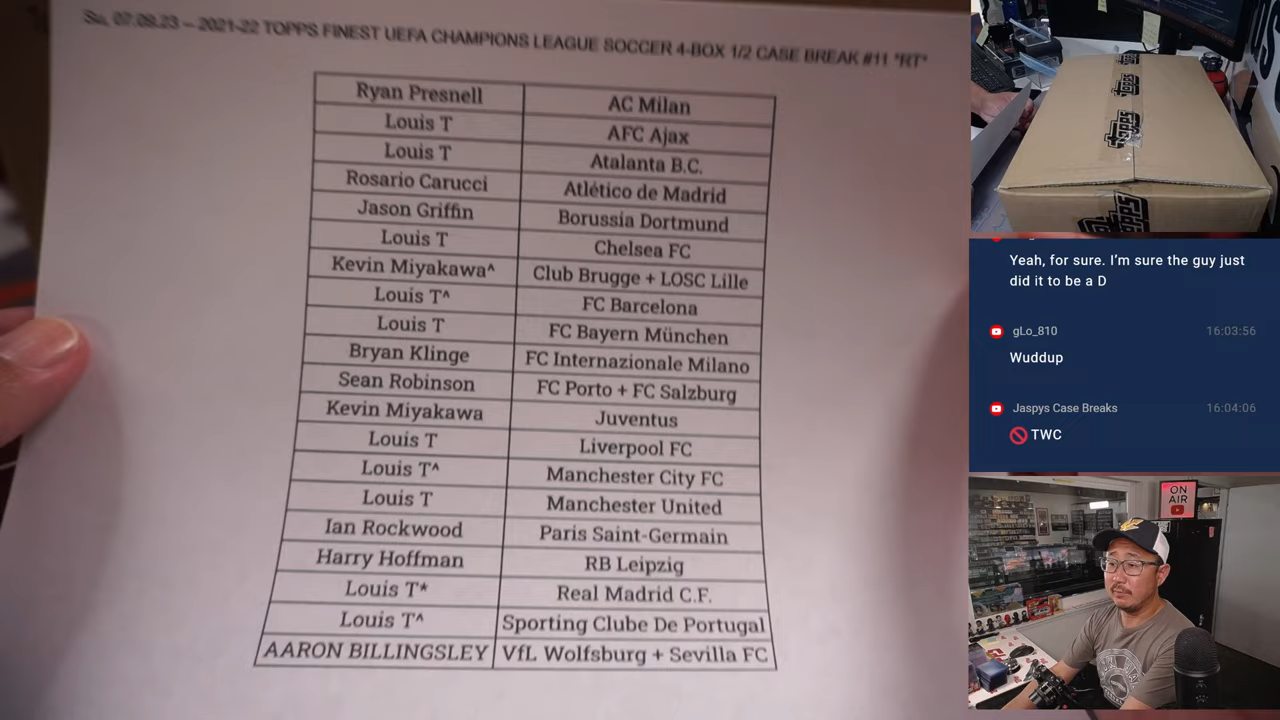 Su, 07.09.23 – 2021-22 TOPPS FINEST UEFA CHAMPIONS LEAGUE SOCCER 4-BOX 1/2 CASE BREAK #11 "RT"
Ryan Presnell AC Milan
Louis T AFC Ajax
Louis T Atalanta B.C.
Rosario Carucci Atlético de Madrid
Jason Griffin Borussia Dortmund
Louis T Chelsea FC
Kevin Miyakawa^ Club Brugge + LOSC Lille
Louis T^ FC Barcelona
Louis T FC Bayern München
Bryan Klinge FC Internazionale Milano
Sean Robinson FC Porto + FC Salzburg
Kevin Miyakawa Juventus
Louis T Liverpool FC
Louis T^ Manchester City FC
Louis T Manchester United
Ian Rockwood Paris Saint-Germain
Harry Hoffman RB Leipzig
Louis T* Real Madrid C.F.
Louis T^ Sporting Clube De Portugal
AARON BILLINGSLEY VfL Wolfsburg + Sevilla FC
topps
topps
topps
topps
Yeah, for sure. I'm sure the guy just
did it to be a D
gLo_810 16:03:56
Wuddup
Jaspys Case Breaks 16:04:06
🚫 TWC
ON
AIR